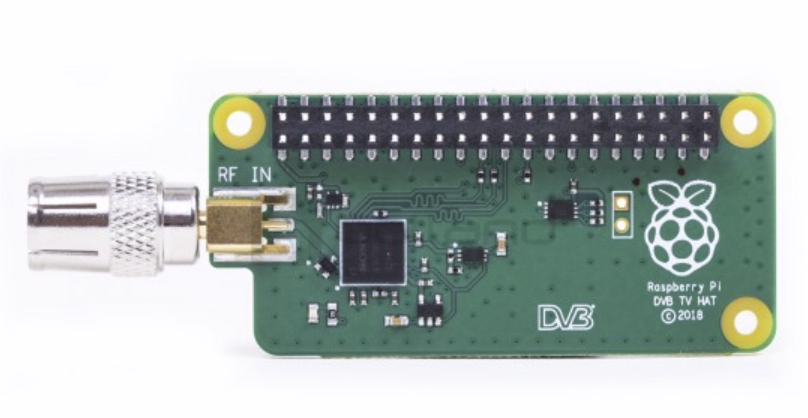 RF IN
DVB
Raspberry Pi
DVB TV HAT
© 2018